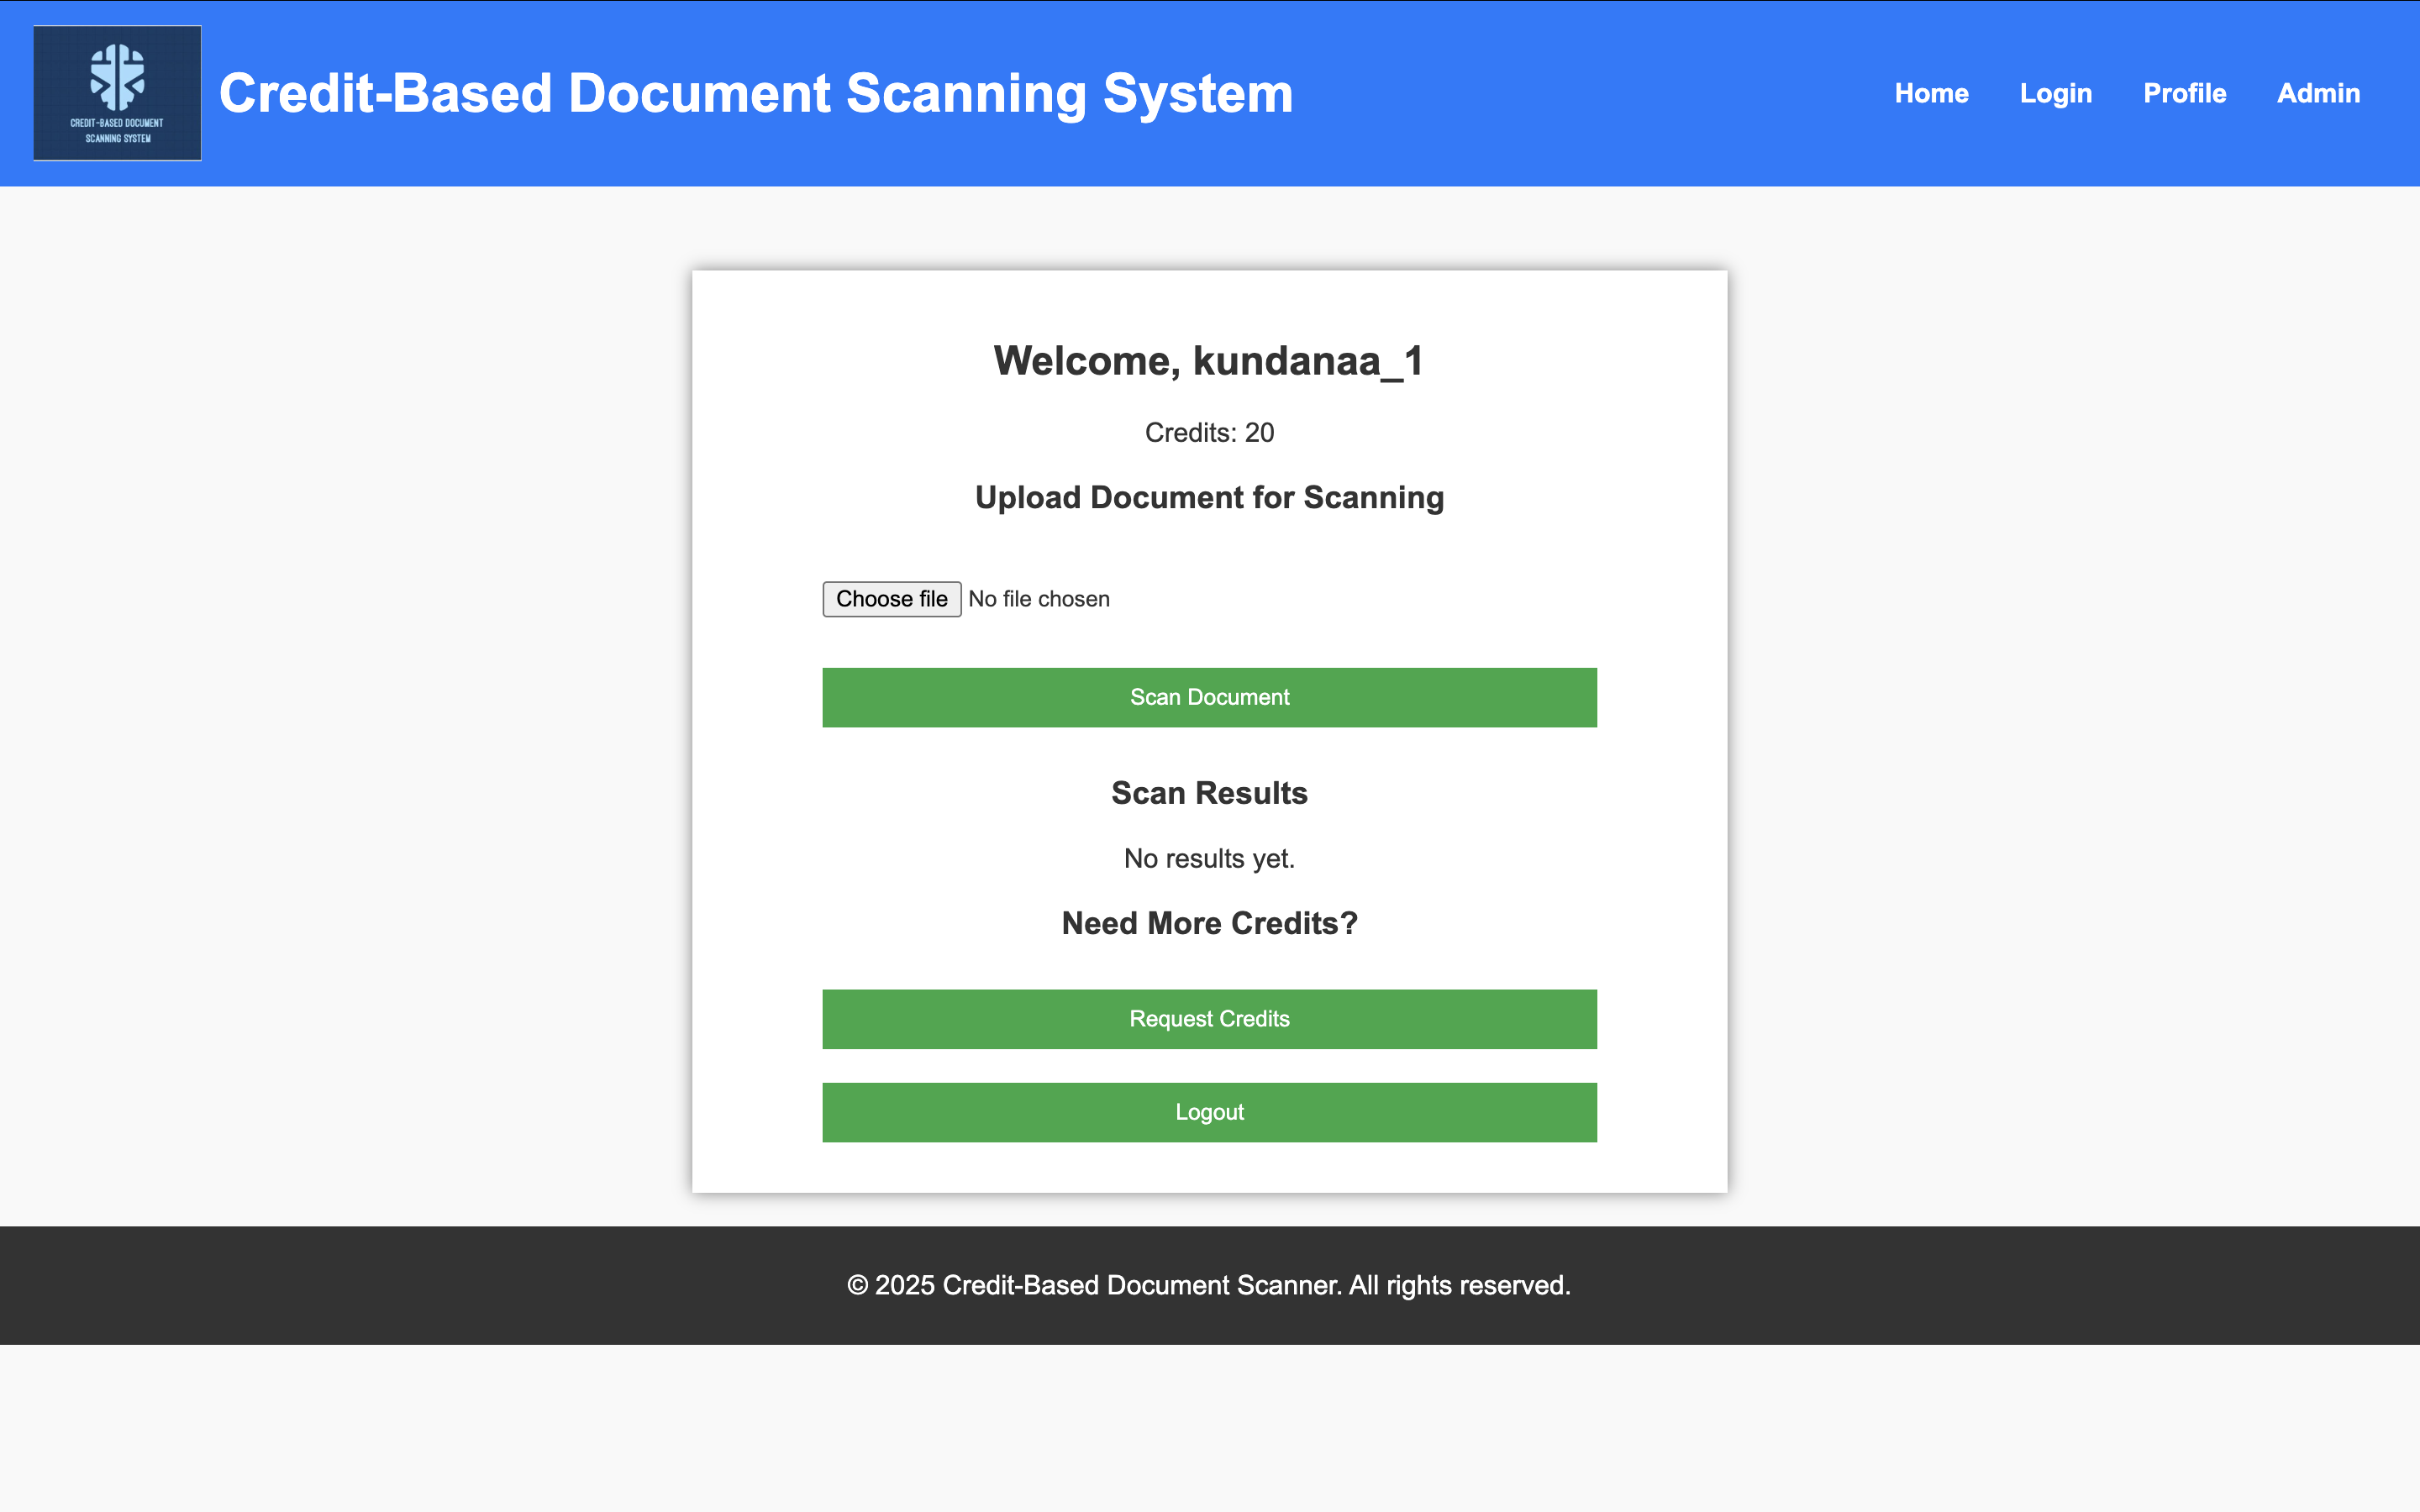 CREDIT-BASED DOCUMENT
SCANNING SYSTEM
Credit-Based Document Scanning System
Home Login Profile Admin
Welcome, kundanaa_1
Credits: 20
Upload Document for Scanning
Choose file No file chosen
Scan Document
Scan Results
No results yet.
Need More Credits?
Request Credits
Logout
© 2025 Credit-Based Document Scanner. All rights reserved.